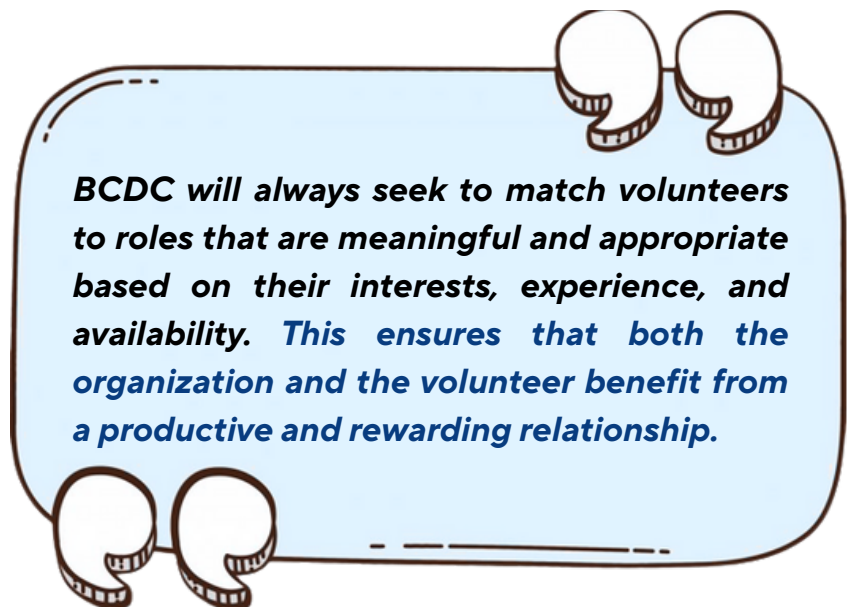 BCDC will always seek to match volunteers
to roles that are meaningful and appropriate
based on their interests, experience, and
availability. This ensures that both the
organization and the volunteer benefit from
a productive and rewarding relationship.